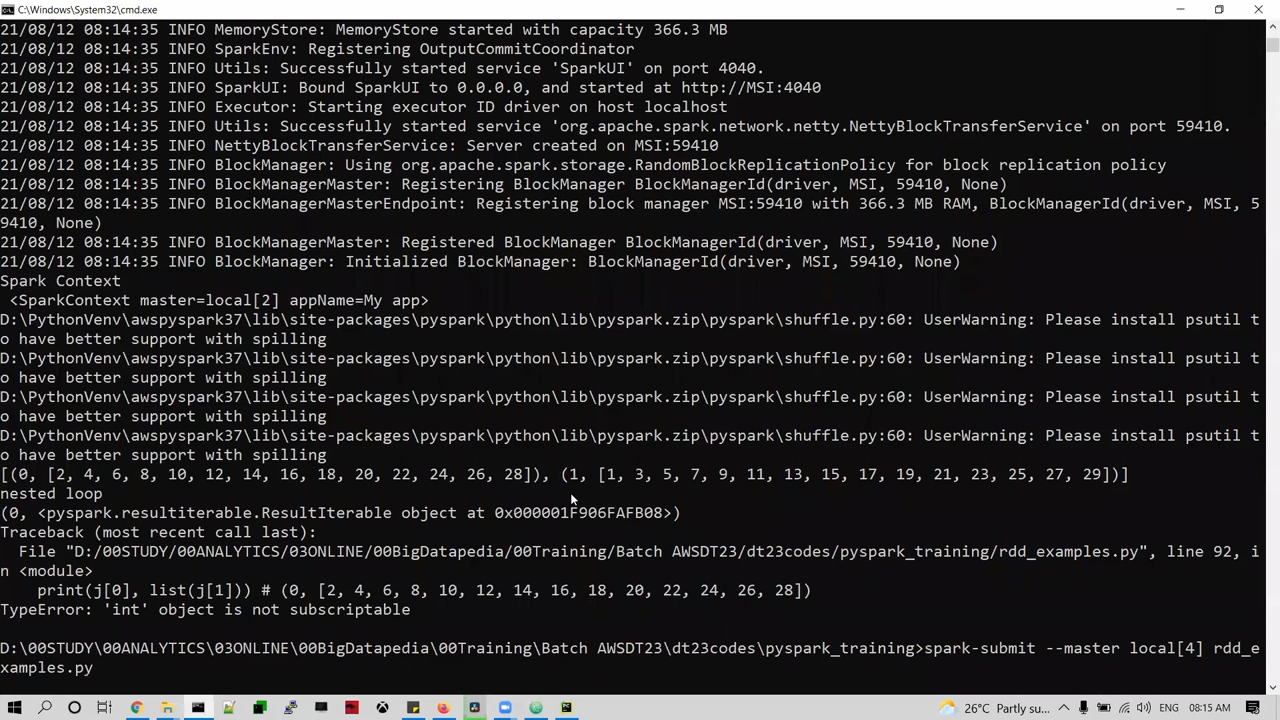 C:\Windows\System32\cmd.exe
21/08/12 08:14:35 INFO MemoryStore: MemoryStore started with capacity 366.3 MB
21/08/12 08:14:35 INFO SparkEnv: Registering OutputCommitCoordinator
21/08/12 08:14:35 INFO Utils: Successfully started service 'SparkUI' on port 4040.
21/08/12 08:14:35 INFO SparkUI: Bound SparkUI to 0.0.0.0, and started at http://MSI:4040
21/08/12 08:14:35 INFO Executor: Starting executor ID driver on host localhost
21/08/12 08:14:35 INFO Utils: Successfully started service 'org.apache.spark.network.netty.NettyBlockTransferService' on port 59410.
21/08/12 08:14:35 INFO NettyBlockTransferService: Server created on MSI:59410
21/08/12 08:14:35 INFO BlockManager: Using org.apache.spark.storage.RandomBlockReplicationPolicy for block replication policy
21/08/12 08:14:35 INFO BlockManagerMaster: Registering BlockManager BlockManagerId(driver, MSI, 59410, None)
21/08/12 08:14:35 INFO BlockManagerMasterEndpoint: Registering block manager MSI:59410 with 366.3 MB RAM, BlockManagerId(driver, MSI, 5
9410, None)
21/08/12 08:14:35 INFO BlockManagerMaster: Registered BlockManager BlockManagerId(driver, MSI, 59410, None)
21/08/12 08:14:35 INFO BlockManager: Initialized BlockManager: BlockManagerId(driver, MSI, 59410, None)
Spark Context
 <SparkContext master=local[2] appName=My app>
D:\PythonVenv\awspyspark37\lib\site-packages\pyspark\python\lib\pyspark.zip\pyspark\shuffle.py:60: UserWarning: Please install psutil t
o have better support with spilling
D:\PythonVenv\awspyspark37\lib\site-packages\pyspark\python\lib\pyspark.zip\pyspark\shuffle.py:60: UserWarning: Please install psutil t
o have better support with spilling
D:\PythonVenv\awspyspark37\lib\site-packages\pyspark\python\lib\pyspark.zip\pyspark\shuffle.py:60: UserWarning: Please install psutil t
o have better support with spilling
D:\PythonVenv\awspyspark37\lib\site-packages\pyspark\python\lib\pyspark.zip\pyspark\shuffle.py:60: UserWarning: Please install psutil t
o have better support with spilling
[(0, [2, 4, 6, 8, 10, 12, 14, 16, 18, 20, 22, 24, 26, 28]), (1, [1, 3, 5, 7, 9, 11, 13, 15, 17, 19, 21, 23, 25, 27, 29])]
nested loop
(0, <pyspark.resultiterable.ResultIterable object at 0x000001F906FAFB08>)
Traceback (most recent call last):
  File "D:/00STUDY/00ANALYTICS/03ONLINE/00BigDatapedia/00Training/Batch AWSDT23/dt23codes/pyspark_training/rdd_examples.py", line 92, i
n <module>
    print(j[0], list(j[1])) # (0, [2, 4, 6, 8, 10, 12, 14, 16, 18, 20, 22, 24, 26, 28])
TypeError: 'int' object is not subscriptable
D:\00STUDY\00ANALYTICS\03ONLINE\00BigDatapedia\00Training\Batch AWSDT23\dt23codes\pyspark_training>spark-submit --master local[4] rdd_e
xamples.py
26°C Partly su... 08:15 AM